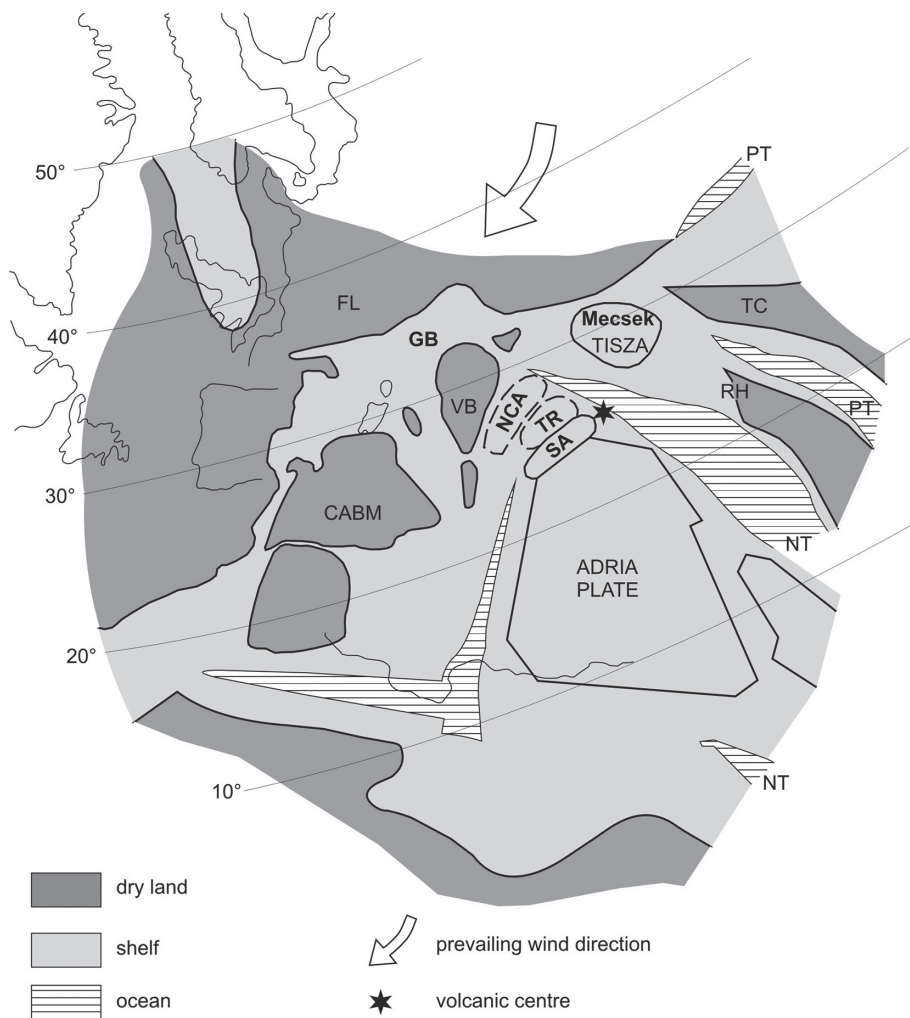 PT
50°
FL
TC
40°
GB
Mecsek
TISZA
RH
PT
VB
NCA
TR
SA
30°
CABM
NT
ADRIA
PLATE
20°
10°
NT
dry land
shelf
prevailing wind direction
ocean
volcanic centre